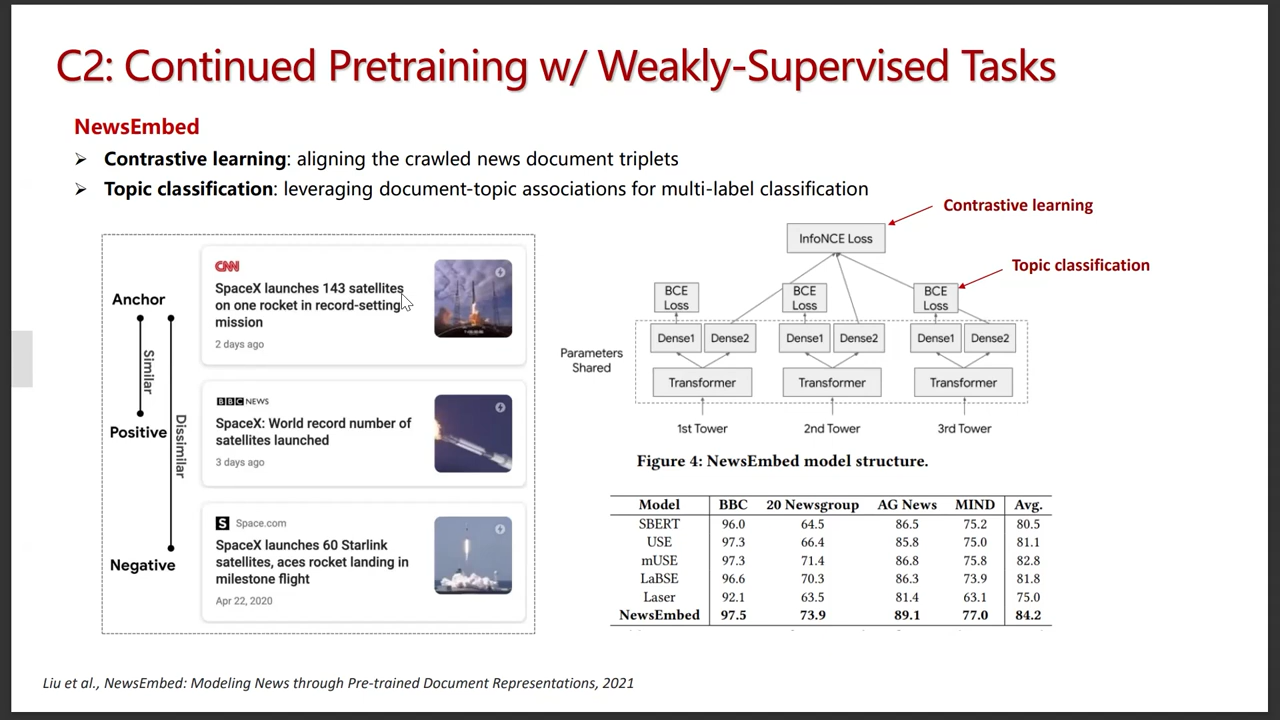 C2: Continued Pretraining w/ Weakly-Supervised Tasks
NewsEmbed
➢ Contrastive learning: aligning the crawled news document triplets
➢ Topic classification: leveraging document-topic associations for multi-label classification
Anchor
Similar
Positive
Dissimilar
Negative
CNN
SpaceX launches 143 satellites
on one rocket in record-setting
mission
2 days ago
BBC NEWS
SpaceX: World record number of
satellites launched
3 days ago
S Space.com
SpaceX launches 60 Starlink
satellites, aces rocket landing in
milestone flight
Apr 22, 2020
Contrastive learning
InfoNCE Loss
Topic classification
BCE Loss BCE Loss BCE Loss
Dense1 Dense2 Dense1 Dense2 Dense1 Dense2
Parameters
Shared
Transformer Transformer Transformer
1st Tower 2nd Tower 3rd Tower
Figure 4: NewsEmbed model structure.
Model BBC 20 Newsgroup AG News MIND Avg.
SBERT 96.0 64.5 86.5 75.2 80.5
USE 97.3 66.4 85.8 75.0 81.1
mUSE 97.3 71.4 86.8 75.8 82.8
LaBSE 96.6 70.3 86.3 73.9 81.8
Laser 92.1 63.5 81.4 63.1 75.0
NewsEmbed 97.5 73.9 89.1 77.0 84.2
Liu et al., NewsEmbed: Modeling News through Pre-trained Document Representations, 2021